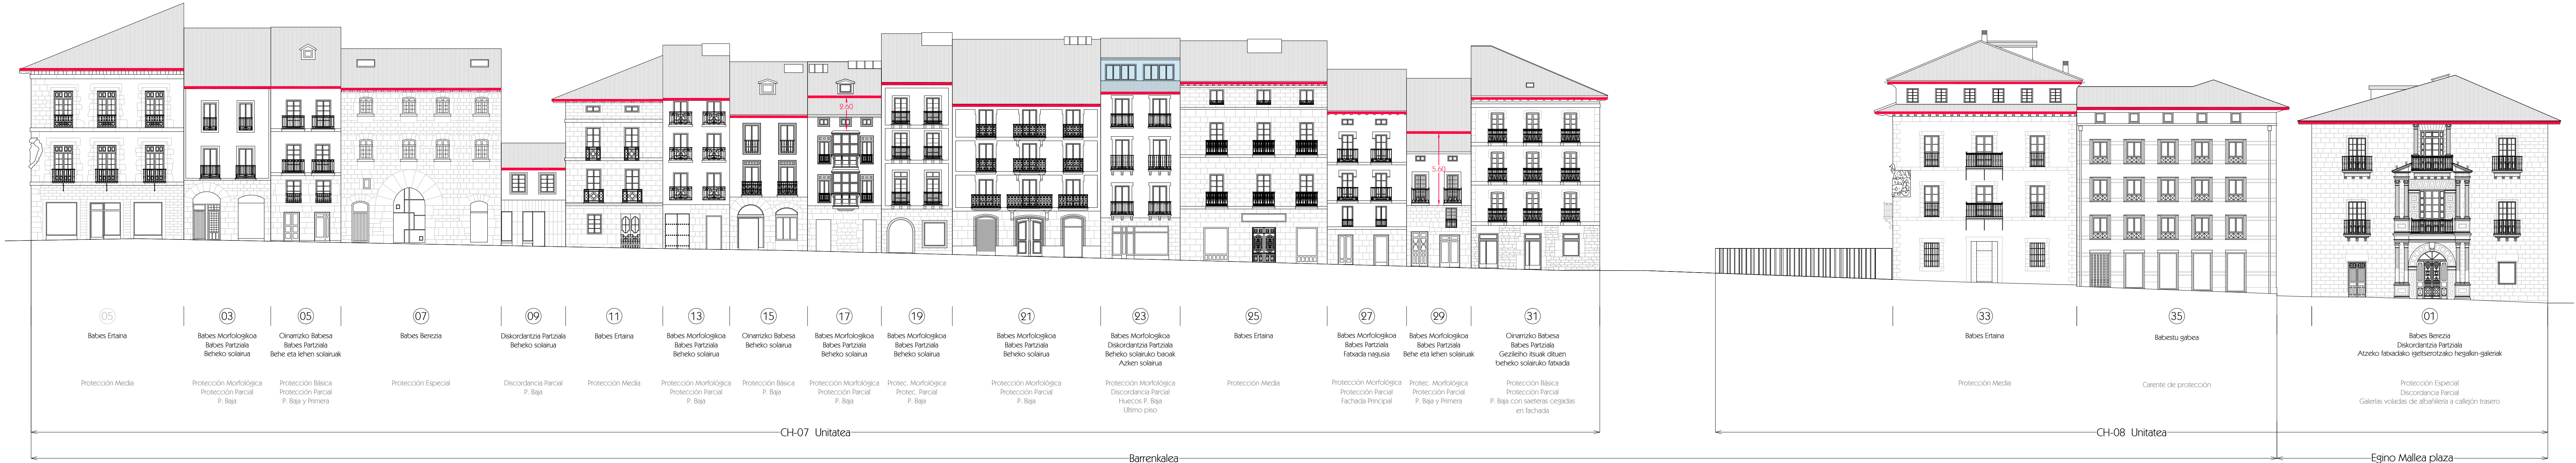 2.60
5.60
05
Babes Ertaina
Protección Media
03
Babes Morfologikoa
Babes Partziala
Beheko solairua
Protección Morfológica
Protección Parcial
P. Baja
05
Oinarrizko Babesa
Babes Partziala
Behe eta lehen solairuak
Protección Básica
Protección Parcial
P. Baja y Primera
07
Babes Berezia
Protección Especial
09
Diskordantzia Partziala
Beheko solairua
Discordancia Parcial
P. Baja
11
Babes Ertaina
Protección Media
13
Babes Morfologikoa
Babes Partziala
Beheko solairua
Protección Morfológica
Protección Parcial
P. Baja
15
Oinarrizko Babesa
Beheko solairua
Protección Básica
P. Baja
17
Babes Morfologikoa
Babes Partziala
Beheko solairua
Protección Morfológica
Protección Parcial
P. Baja
19
Babes Morfologikoa
Babes Partziala
Beheko solairua
Protec. Morfológica
Protec. Parcial
P. Baja
21
Babes Morfologikoa
Babes Partziala
Beheko solairua
Protección Morfológica
Protección Parcial
P. Baja
23
Babes Morfologikoa
Diskordantzia Partziala
Beheko solairuko baoak
Azken solairua
Protección Morfológica
Discordancia Parcial
Huecos P. Baja
Ultimo piso
25
Babes Ertaina
Protección Media
27
Babes Morfologikoa
Babes Partziala
Fatxada nagusia
Protección Morfológica
Protección Parcial
Fachada Principal
29
Babes Morfologikoa
Babes Partziala
Behe eta lehen solairuak
Protec. Morfológica
Protección Parcial
P. Baja y Primera
31
Oinarrizko Babesa
Babes Partziala
Gezileiho itsuak dituen
beheko solairuko fatxada
Protección Básica
Protección Parcial
P. Baja con saeteras cegadas
en fachada
33
Babes Ertaina
Protección Media
35
Babestu gabea
Carente de protección
01
Babes Berezia
Diskordantzia Partziala
Atzeko fatxadako igeltserotzako hegalkin-galeriak
Protección Especial
Discordancia Parcial
Galerías voladas de albañilería a callejón trasero
CH-07 Unitatea
CH-08 Unitatea
Barrenkalea
Egino Mallea plaza